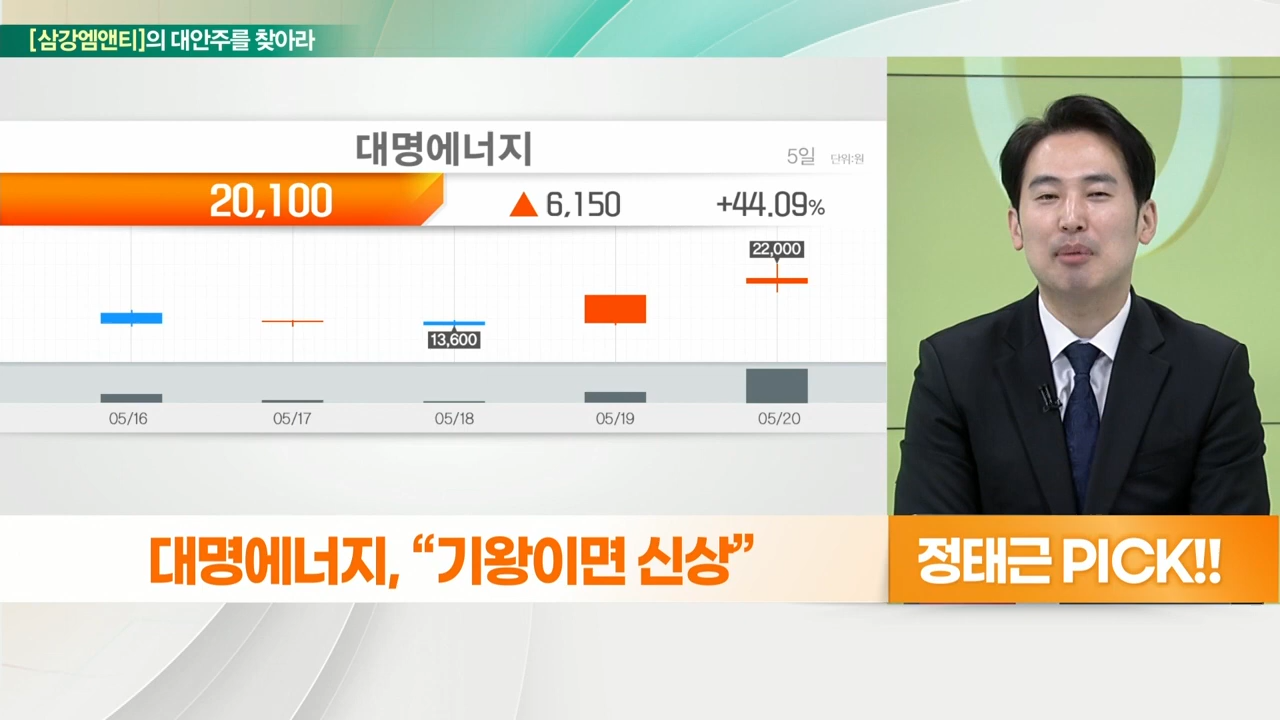 [삼강엠앤티]의 대안주를 찾아라
대명에너지
5일 단위:원
20,100 ▲ 6,150 +44.09%
22,000
13,600
05/16 05/17 05/18 05/19 05/20
대명에너지, “기왕이면 신상”
정태근 PICK!!